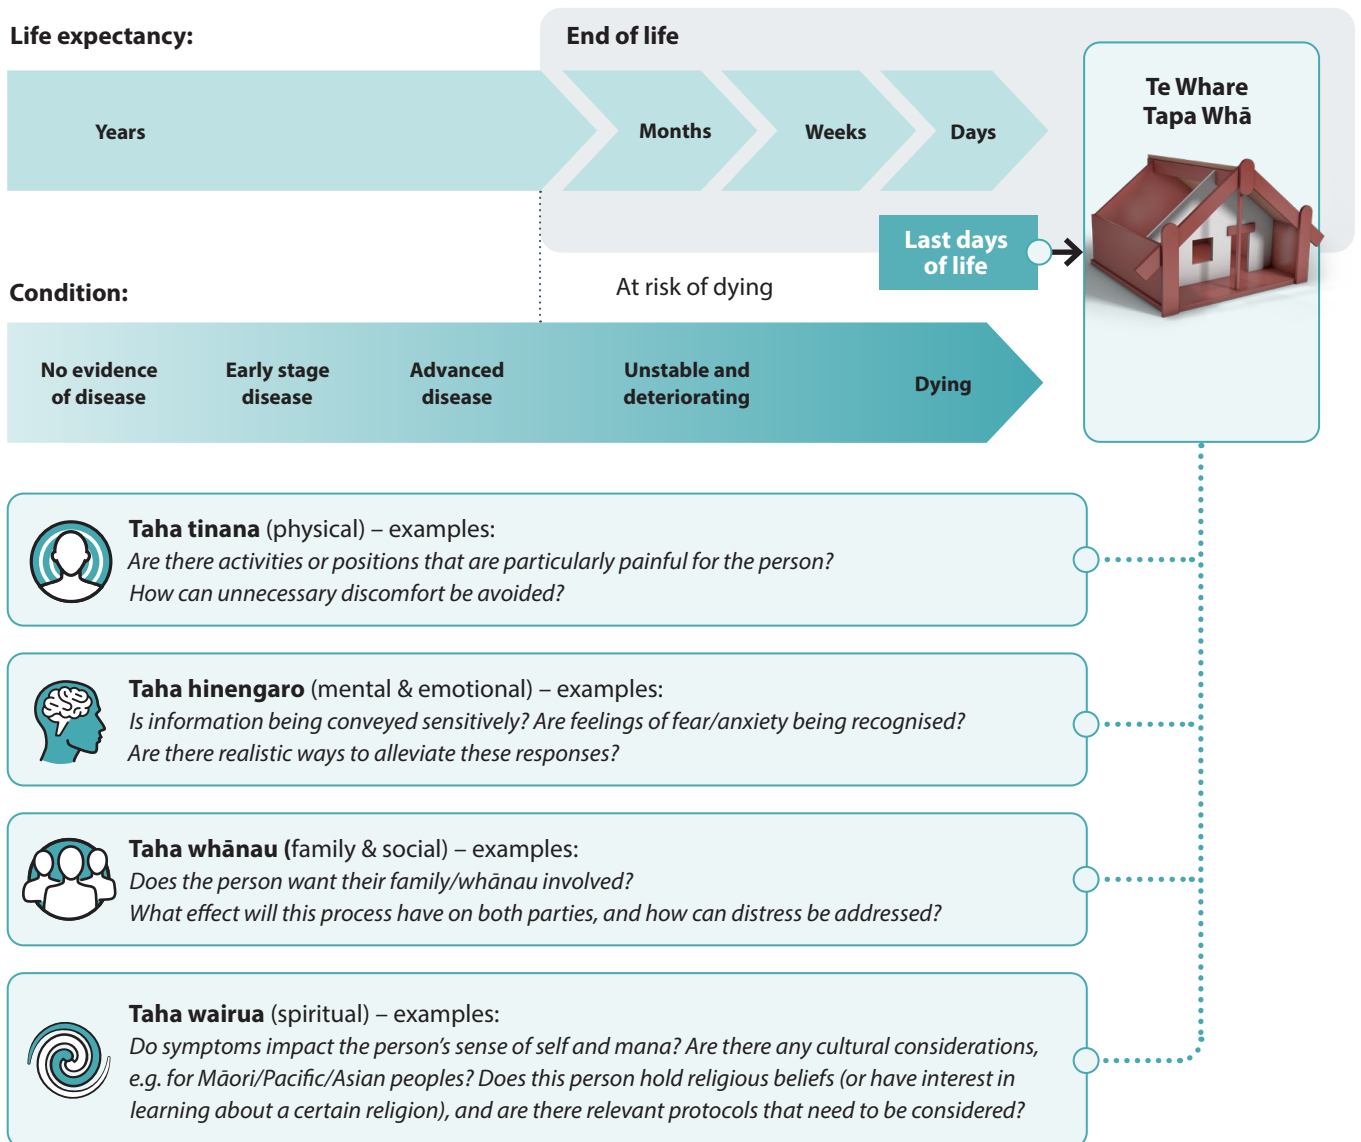 Life expectancy:
End of life
Years
Months
Weeks
Days
Te Whare
Tapa Whā
Last days
of life
Condition:
At risk of dying
No evidence
of disease
Early stage
disease
Advanced
disease
Unstable and
deteriorating
Dying
Taha tinana (physical) – examples:
Are there activities or positions that are particularly painful for the person?
How can unnecessary discomfort be avoided?
Taha hinengaro (mental & emotional) – examples:
Is information being conveyed sensitively? Are feelings of fear/anxiety being recognised?
Are there realistic ways to alleviate these responses?
Taha whānau (family & social) – examples:
Does the person want their family/whānau involved?
What effect will this process have on both parties, and how can distress be addressed?
Taha wairua (spiritual) – examples:
Do symptoms impact the person's sense of self and mana? Are there any cultural considerations,
e.g. for Māori/Pacific/Asian peoples? Does this person hold religious beliefs (or have interest in
learning about a certain religion), and are there relevant protocols that need to be considered?